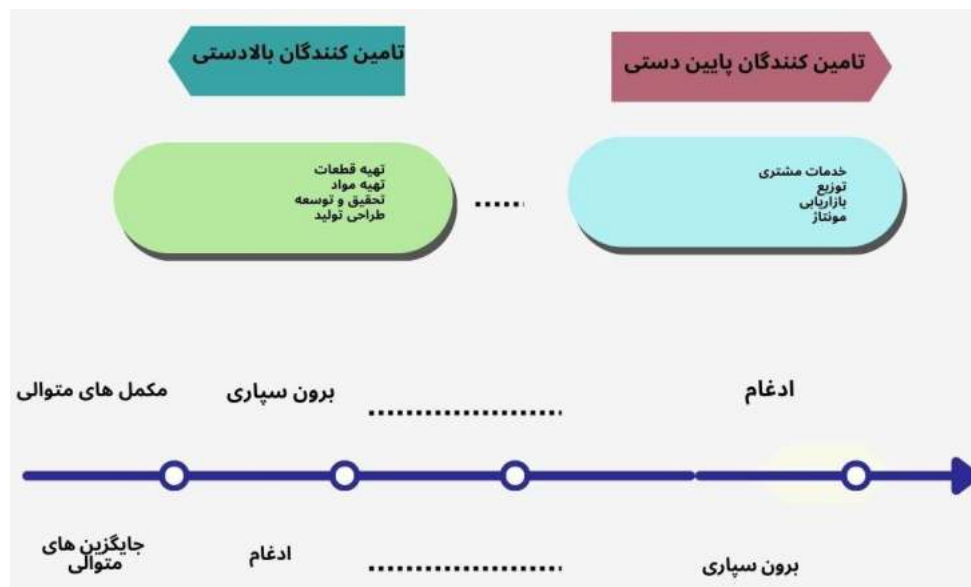 تامین کنندگان پایین دستی
تامین کنندگان بالادستی
خدمات مشتری
توزیع
بازاریابی
مونتاژ
تهیه قطعات
تهیه مواد
تحقیق و توسعه
طراحی تولید
ادغام
برون سپاری
مکمل های متوالی
برون سپاری
ادغام
جایگزین های
متوالی